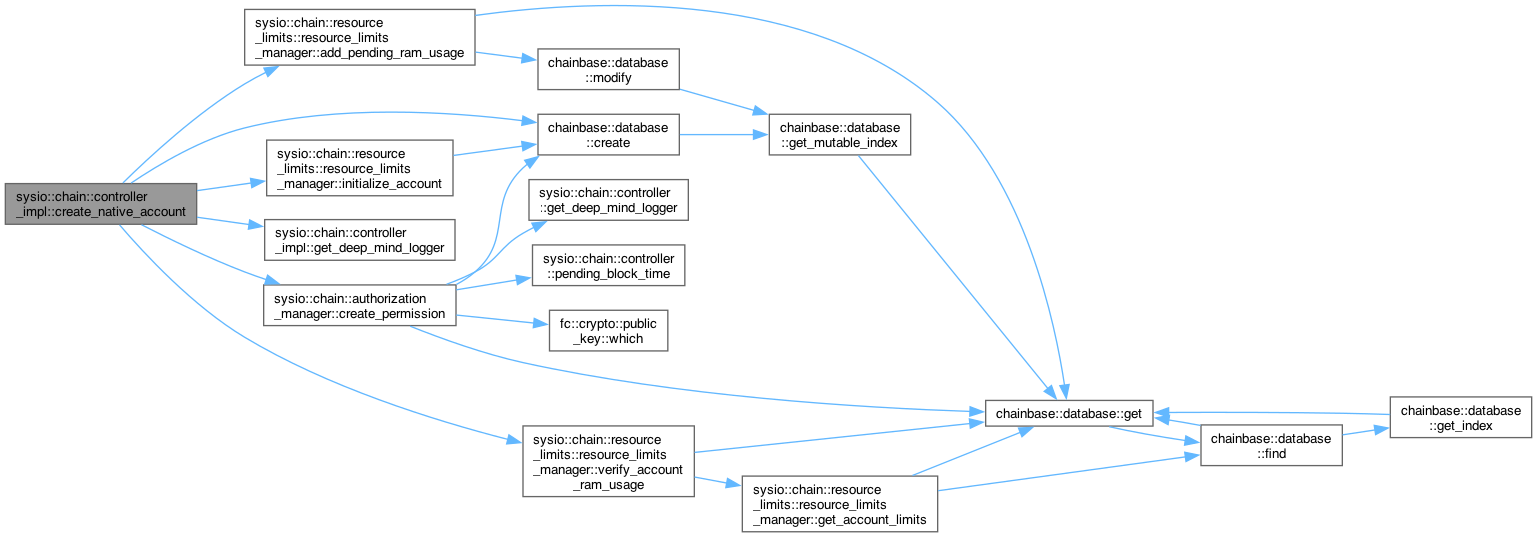 sysio::chain::resource
_limits::resource_limits
_manager::add_pending_ram_usage
chainbase::database
::modify
chainbase::database
::create
chainbase::database
::get_mutable_index
sysio::chain::resource
_limits::resource_limits
_manager::initialize_account
sysio::chain::controller
_impl::create_native_account
sysio::chain::controller
::get_deep_mind_logger
sysio::chain::controller
_impl::get_deep_mind_logger
sysio::chain::controller
::pending_block_time
sysio::chain::authorization
_manager::create_permission
fc::crypto::public
_key::which
chainbase::database::get
chainbase::database
::get_index
chainbase::database
::find
sysio::chain::resource
_limits::resource_limits
_manager::verify_account
_ram_usage
sysio::chain::resource
_limits::resource_limits
_manager::get_account_limits